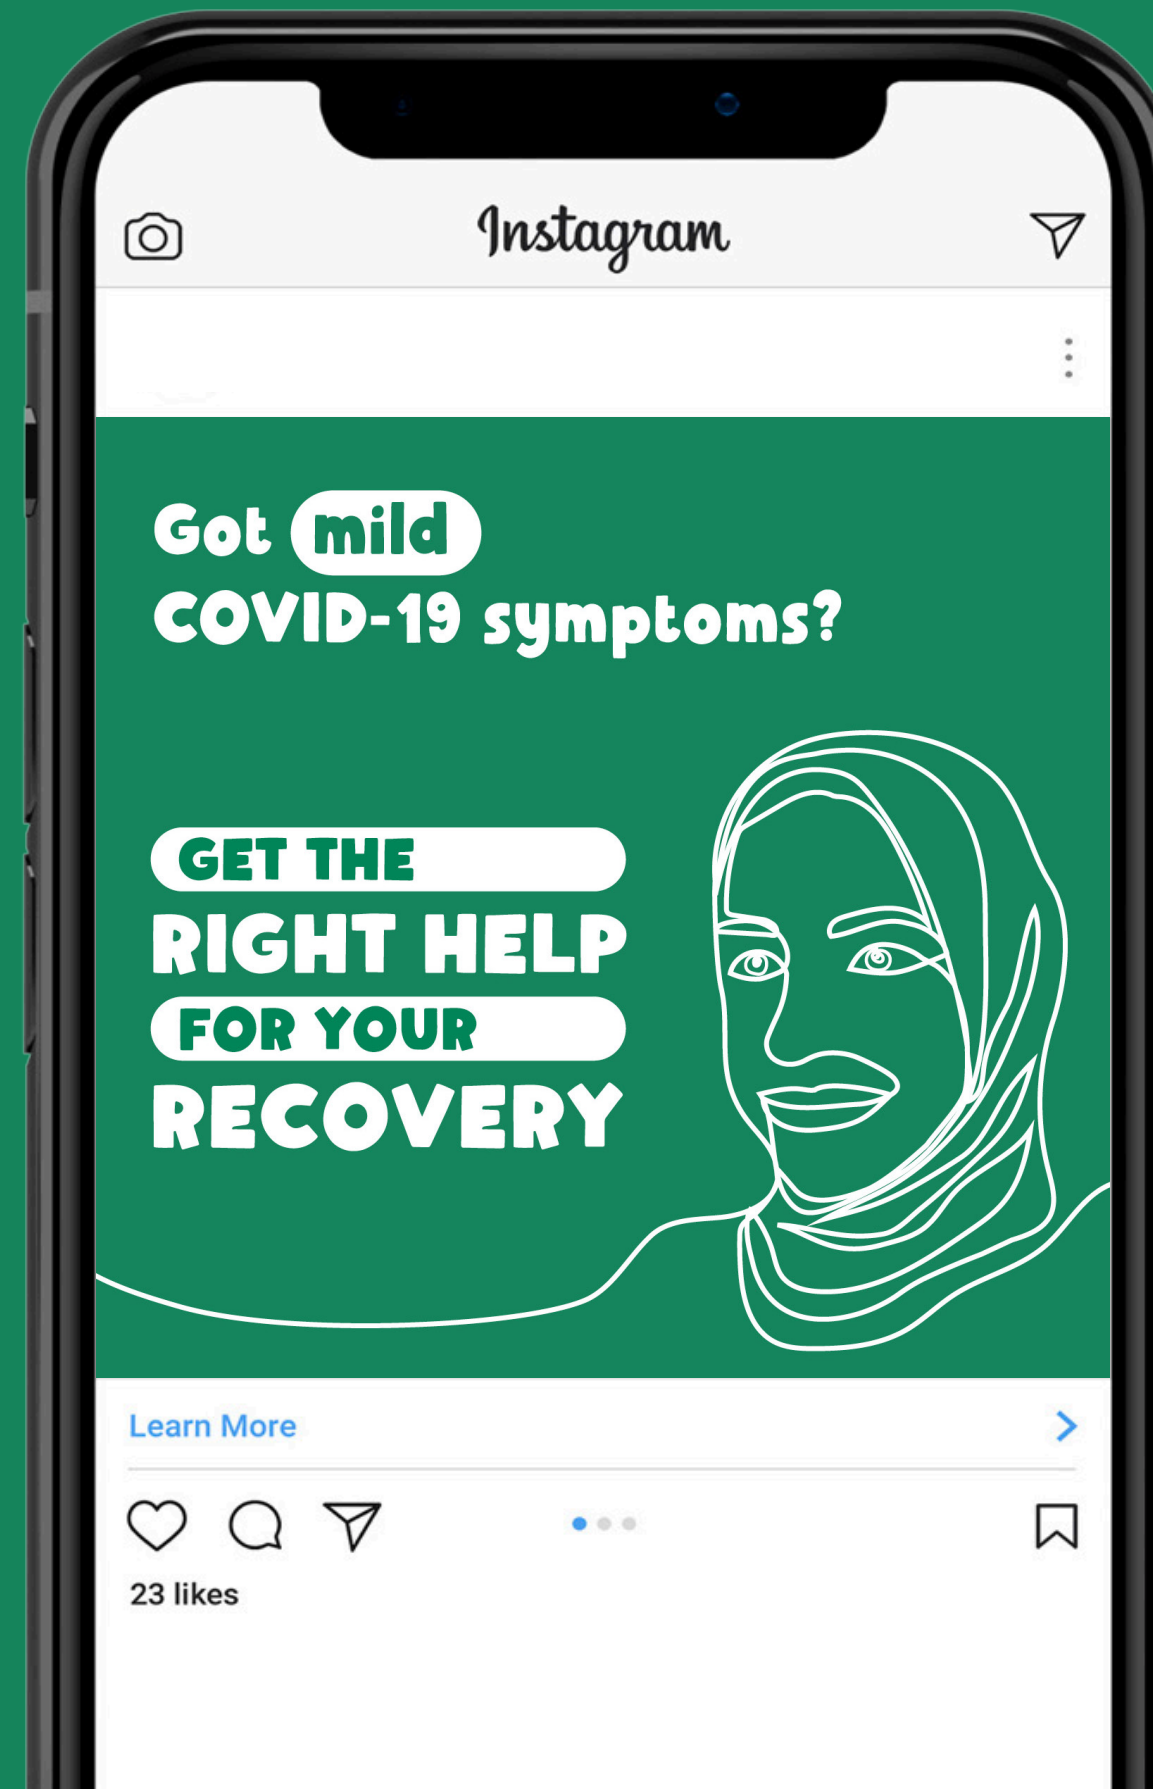 Instagram
Got mild
COVID-19 symptoms?
GET THE
RIGHT HELP
FOR YOUR
RECOVERY
Learn More
23 likes